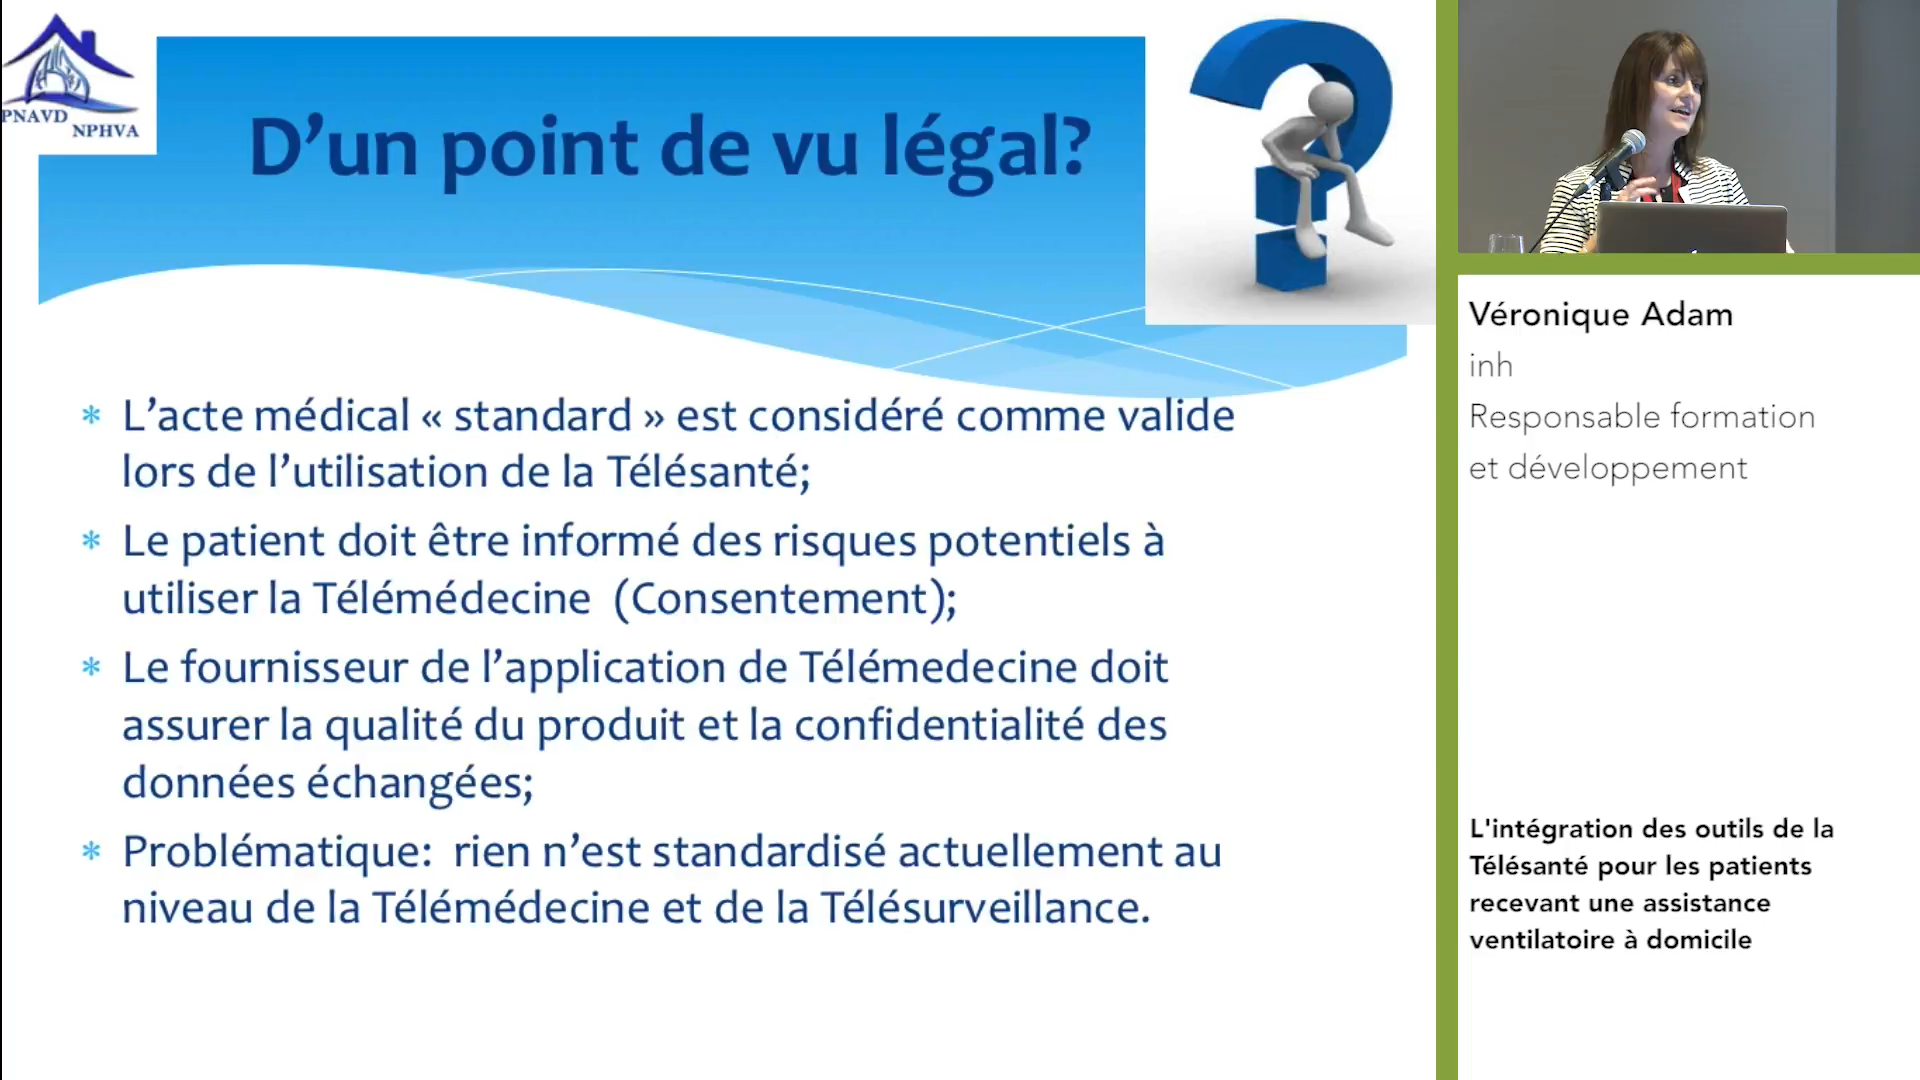 PNAVD
NPHVA
D’un point de vu légal?
* L’acte médical « standard » est considéré comme valide
lors de l’utilisation de la Télésanté;
* Le patient doit être informé des risques potentiels à
utiliser la Télémédecine (Consentement);
* Le fournisseur de l’application de Télémedecine doit
assurer la qualité du produit et la confidentialité des
données échangées;
* Problématique: rien n’est standardisé actuellement au
niveau de la Télémédecine et de la Télésurveillance.
Véronique Adam
inh
Responsable formation
et développement
L'intégration des outils de la
Télésanté pour les patients
recevant une assistance
ventilatoire à domicile